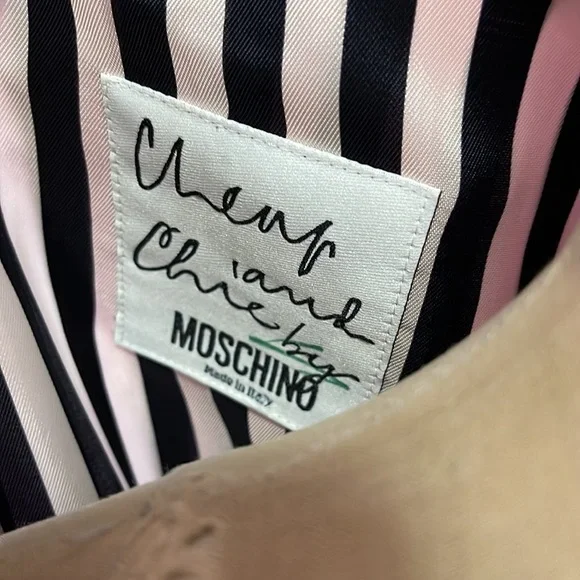 Cheap
and
Chic by
MOSCHINO
Made in Italy